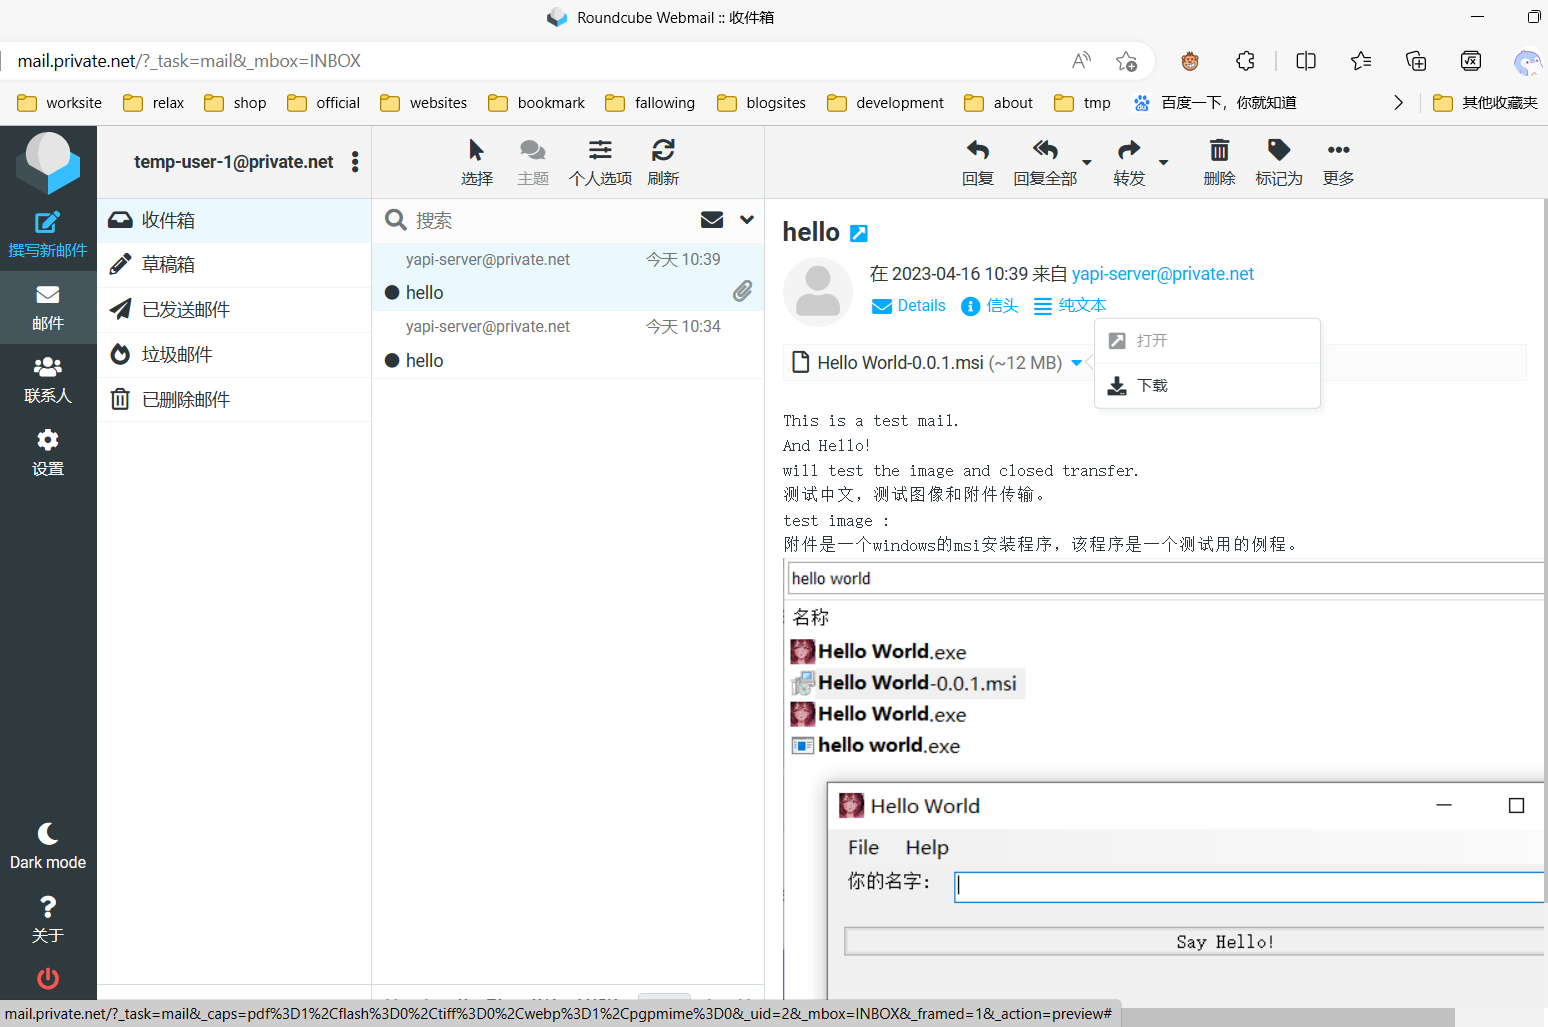 Roundcube Webmail :: 收件箱
mail.private.net/?_task=mail&_mbox=INBOX
worksite
relax
shop
official
websites
bookmark
fallowing
blogsites
development
about
tmp
百度一下，你就知道
其他收藏夹
temp-user-1@private.net
选择
主题
个人选项
刷新
回复
回复全部
转发
删除
标记为
更多
撰写新邮件
邮件
联系人
设置
Dark mode
关于
收件箱
草稿箱
已发送邮件
垃圾邮件
已删除邮件
搜索
yapi-server@private.net 今天 10:39
hello
yapi-server@private.net 今天 10:34
hello
hello
在 2023-04-16 10:39 来自 yapi-server@private.net
Details 信头 纯文本
Hello World-0.0.1.msi (~12 MB)
打开
下载
This is a test mail.
And Hello!
will test the image and closed transfer.
测试中文，测试图像和附件传输。
test image :
附件是一个windows的msi安装程序，该程序是一个测试用的例程。
hello world
名称
Hello World.exe
Hello World-0.0.1.msi
Hello World.exe
hello world.exe
Hello World
File Help
你的名字：
Say Hello!
mail.private.net/?_task=mail&_caps=pdf%3D1%2Cflash%3D0%2Ctiff%3D0%2Cwebp%3D1%2Cpgpmime%3D0&_uid=2&_mbox=INBOX&_framed=1&_action=preview#